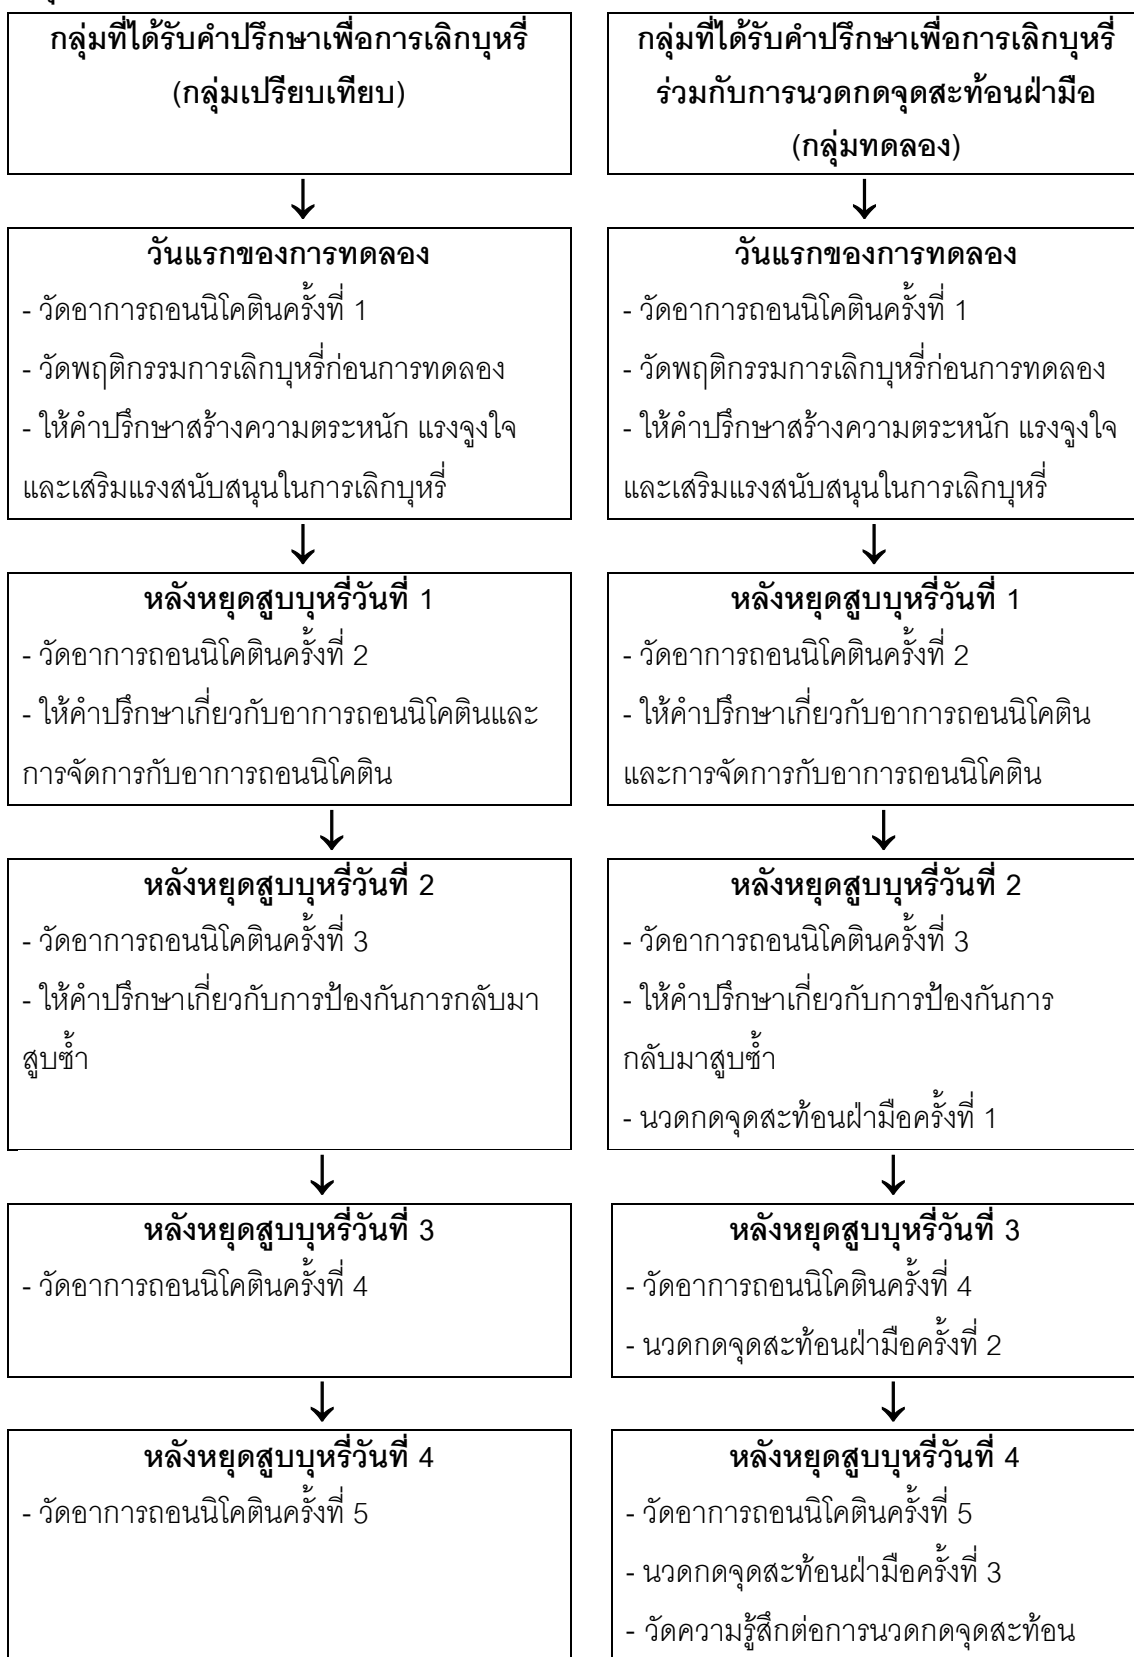 กลุ่มที่ได้รับคำปรึกษาเพื่อการเลิกบุหรี่
(กลุ่มเปรียบเทียบ)
กลุ่มที่ได้รับคำปรึกษาเพื่อการเลิกบุหรี่
ร่วมกับการนวดกดจุดสะท้อนฝ่ามือ
(กลุ่มทดลอง)
วันแรกของการทดลอง
- วัดอาการถอนนิโคตินครั้งที่ 1
- วัดพฤติกรรมการเลิกบุหรี่ก่อนการทดลอง
- ให้คำปรึกษาสร้างความตระหนัก แรงจูงใจ
และเสริมแรงสนับสนุนในการเลิกบุหรี่
วันแรกของการทดลอง
- วัดอาการถอนนิโคตินครั้งที่ 1
- วัดพฤติกรรมการเลิกบุหรี่ก่อนการทดลอง
- ให้คำปรึกษาสร้างความตระหนัก แรงจูงใจ
และเสริมแรงสนับสนุนในการเลิกบุหรี่
หลังหยุดสูบบุหรี่วันที่ 1
- วัดอาการถอนนิโคตินครั้งที่ 2
- ให้คำปรึกษาเกี่ยวกับอาการถอนนิโคตินและ
การจัดการกับอาการถอนนิโคติน
หลังหยุดสูบบุหรี่วันที่ 1
- วัดอาการถอนนิโคตินครั้งที่ 2
- ให้คำปรึกษาเกี่ยวกับอาการถอนนิโคติน
และการจัดการกับอาการถอนนิโคติน
หลังหยุดสูบบุหรี่วันที่ 2
- วัดอาการถอนนิโคตินครั้งที่ 3
- ให้คำปรึกษาเกี่ยวกับการป้องกันการกลับมา
สูบซ้ำ
หลังหยุดสูบบุหรี่วันที่ 2
- วัดอาการถอนนิโคตินครั้งที่ 3
- ให้คำปรึกษาเกี่ยวกับการป้องกันการ
กลับมาสูบซ้ำ
- นวดกดจุดสะท้อนฝ่ามือครั้งที่ 1
หลังหยุดสูบบุหรี่วันที่ 3
- วัดอาการถอนนิโคตินครั้งที่ 4
หลังหยุดสูบบุหรี่วันที่ 3
- วัดอาการถอนนิโคตินครั้งที่ 4
- นวดกดจุดสะท้อนฝ่ามือครั้งที่ 2
หลังหยุดสูบบุหรี่วันที่ 4
- วัดอาการถอนนิโคตินครั้งที่ 5
หลังหยุดสูบบุหรี่วันที่ 4
- วัดอาการถอนนิโคตินครั้งที่ 5
- นวดกดจุดสะท้อนฝ่ามือครั้งที่ 3
- วัดความรู้สึกต่อการนวดกดจุดสะท้อน